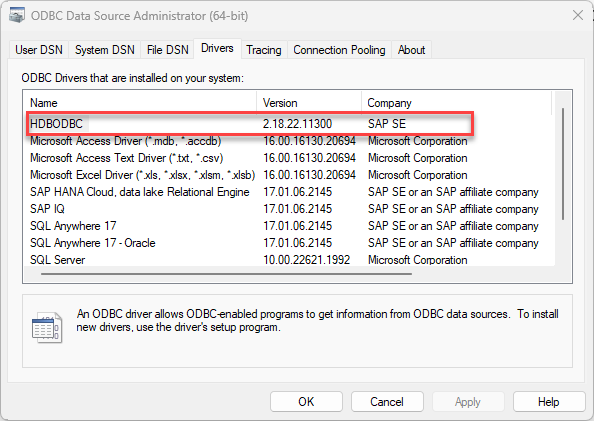 ODBC Data Source Administrator (64-bit)
User DSN System DSN File DSN Drivers Tracing Connection Pooling About
ODBC Drivers that are installed on your system:
Name Version Company
HDBODBC 2.18.22.11300 SAP SE
Microsoft Access Driver (*.mdb, *.accdb) 16.00.16130.20694 Microsoft Corporation
Microsoft Access Text Driver (*.txt, *.csv) 16.00.16130.20694 Microsoft Corporation
Microsoft Excel Driver (*.xls, *.xlsx, *.xlsm, *.xlsb) 16.00.16130.20694 Microsoft Corporation
SAP HANA Cloud, data lake Relational Engine 17.01.06.2145 SAP SE or an SAP affiliate company
SAP IQ 17.01.06.2145 SAP SE or an SAP affiliate company
SQL Anywhere 17 17.01.06.2145 SAP SE or an SAP affiliate company
SQL Anywhere 17 - Oracle 17.01.06.2145 SAP SE or an SAP affiliate company
SQL Server 10.00.22621.1992 Microsoft Corporation
An ODBC driver allows ODBC-enabled programs to get information from ODBC data sources. To install
new drivers, use the driver's setup program.
OK Cancel Apply Help